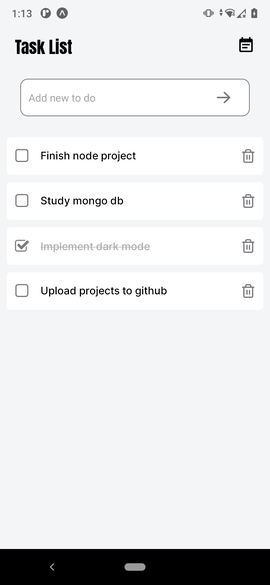 1:13
Task List
Add new to do
Finish node project
Study mongo db
Implement dark mode
Upload projects to github